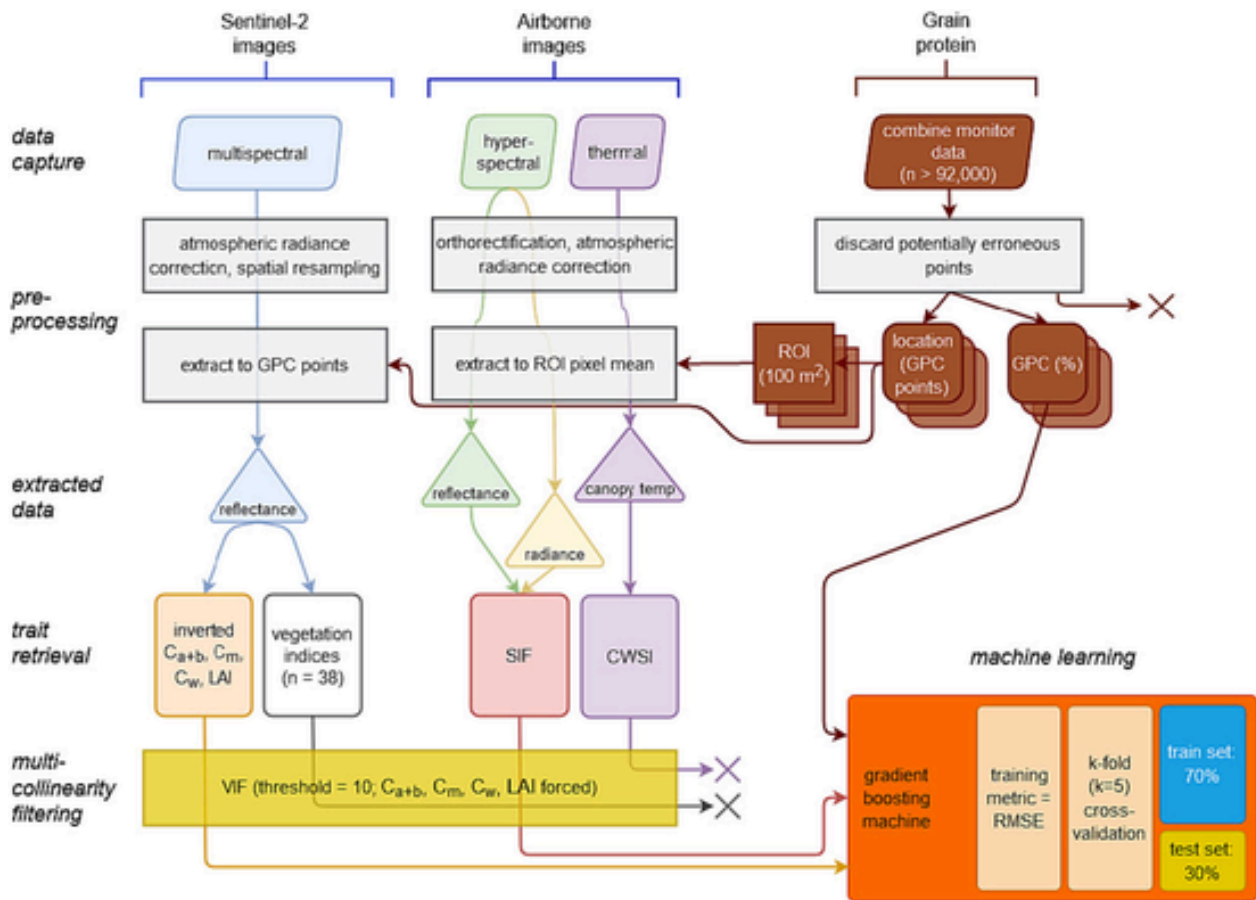 Sentinel-2
images
Airborne
images
Grain
protein
data
capture
multispectral
hyper-
spectral
thermal
combine monitor
data
(n > 92,000)
atmospheric radiance
correction, spatial resampling
orthorectification, atmospheric
radiance correction
discard potentially erroneous
points
pre-
processing
extract to GPC points
extract to ROI pixel mean
ROI
(100 m²)
location
(GPC
points)
GPC (%)
extracted
data
reflectance
reflectance
radiance
canopy temp
trait
retrieval
inverted
Cₐ₊b, Cₘ,
C_w, LAI
vegetation
indices
(n = 38)
SIF
CWSI
machine learning
multi-
collinearity
filtering
VIF (threshold = 10; Cₐ₊b, Cₘ, C_w, LAI forced)
gradient
boosting
machine
training
metric =
RMSE
k-fold
(k=5)
cross-
validation
train set:
70%
test set:
30%